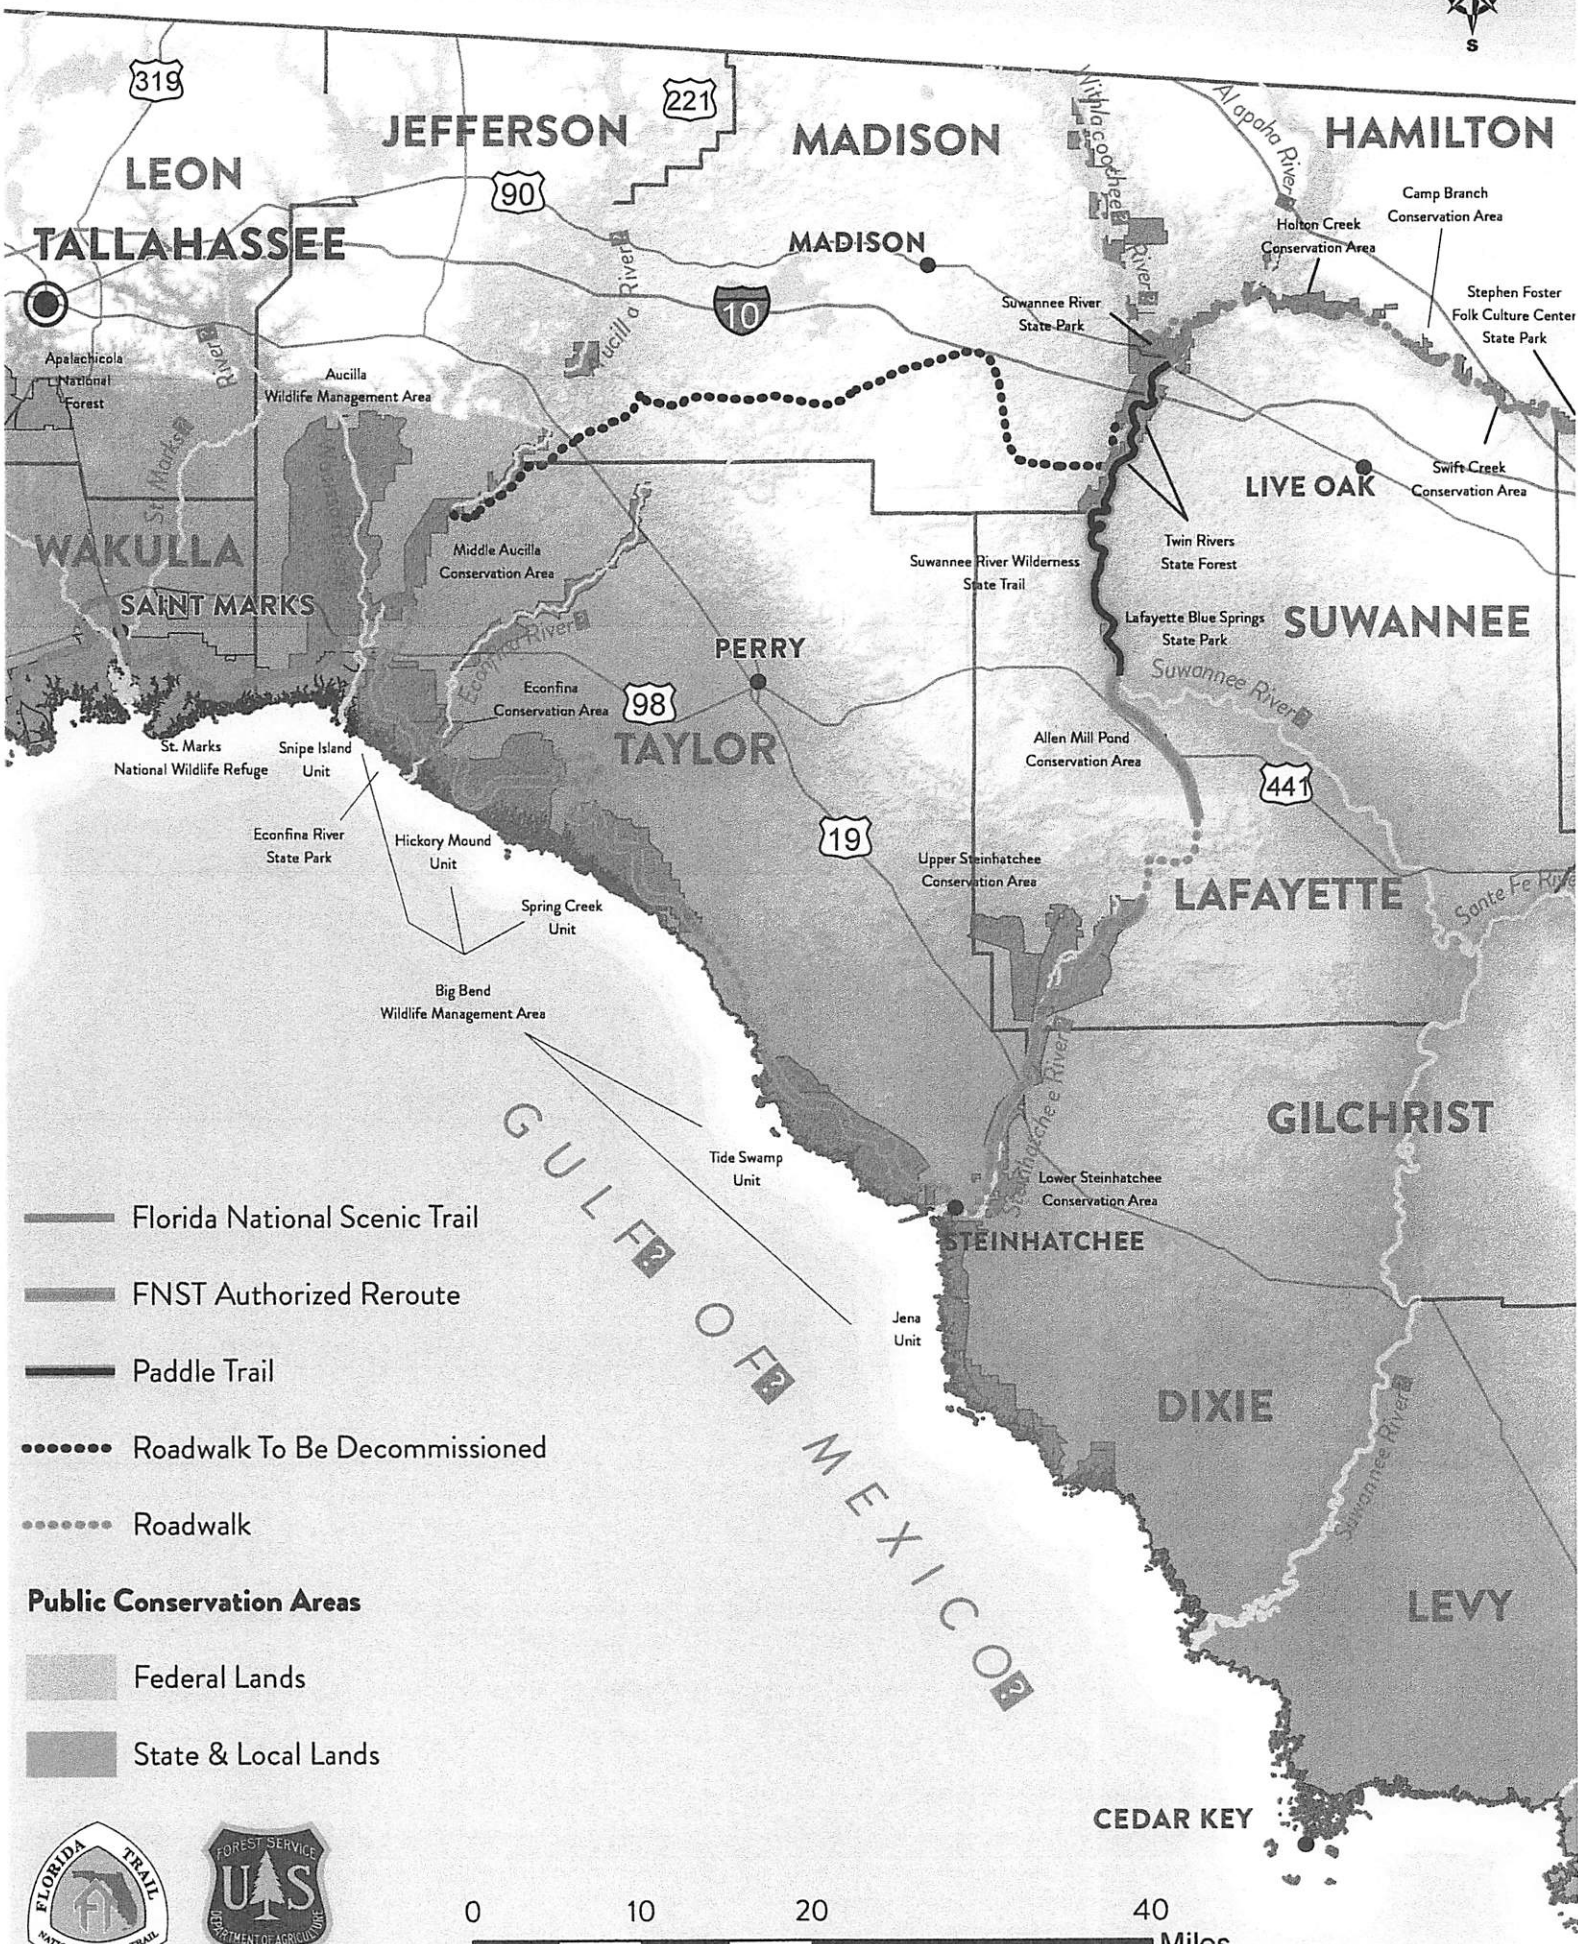 S
319
221
JEFFERSON
MADISON
HAMILTON
LEON
90
Withlacoochee
River
Alapaha River
Camp Branch
Conservation Area
Holton Creek
Conservation Area
TALLAHASSEE
MADISON
10
Suwannee River
State Park
Stephen Foster
Folk Culture Center
State Park
River
Apalachicola
National
Forest
Aucilla
Wildlife Management Area
St. Marks
River
LIVE OAK
Swift Creek
Conservation Area
WAKULLA
Middle Aucilla
Conservation Area
Twin Rivers
State Forest
Suwannee River Wilderness
State Trail
SAINT MARKS
Econfina River
PERRY
Lafayette Blue Springs
State Park
SUWANNEE
Suwannee River
Econfina
Conservation Area
98
TAYLOR
St. Marks
National Wildlife Refuge
Snipe Island
Unit
Allen Mill Pond
Conservation Area
441
Econfina River
State Park
Hickory Mound
Unit
19
Upper Steinhatchee
Conservation Area
LAFAYETTE
Sante Fe
Spring Creek
Unit
Big Bend
Wildlife Management Area
Steinhatchee River
GILCHRIST
Tide Swamp
Unit
Lower Steinhatchee
Conservation Area
STEINHATCHEE
Jena
Unit
GULF OF MEXICO
DIXIE
Suwannee River
LEVY
CEDAR KEY
Florida National Scenic Trail
FNST Authorized Reroute
Paddle Trail
Roadwalk To Be Decommissioned
Roadwalk
Public Conservation Areas
Federal Lands
State & Local Lands
FLORIDA TRAIL
FOREST SERVICE
US
DEPARTMENT OF AGRICULTURE
0 10 20 40
Miles